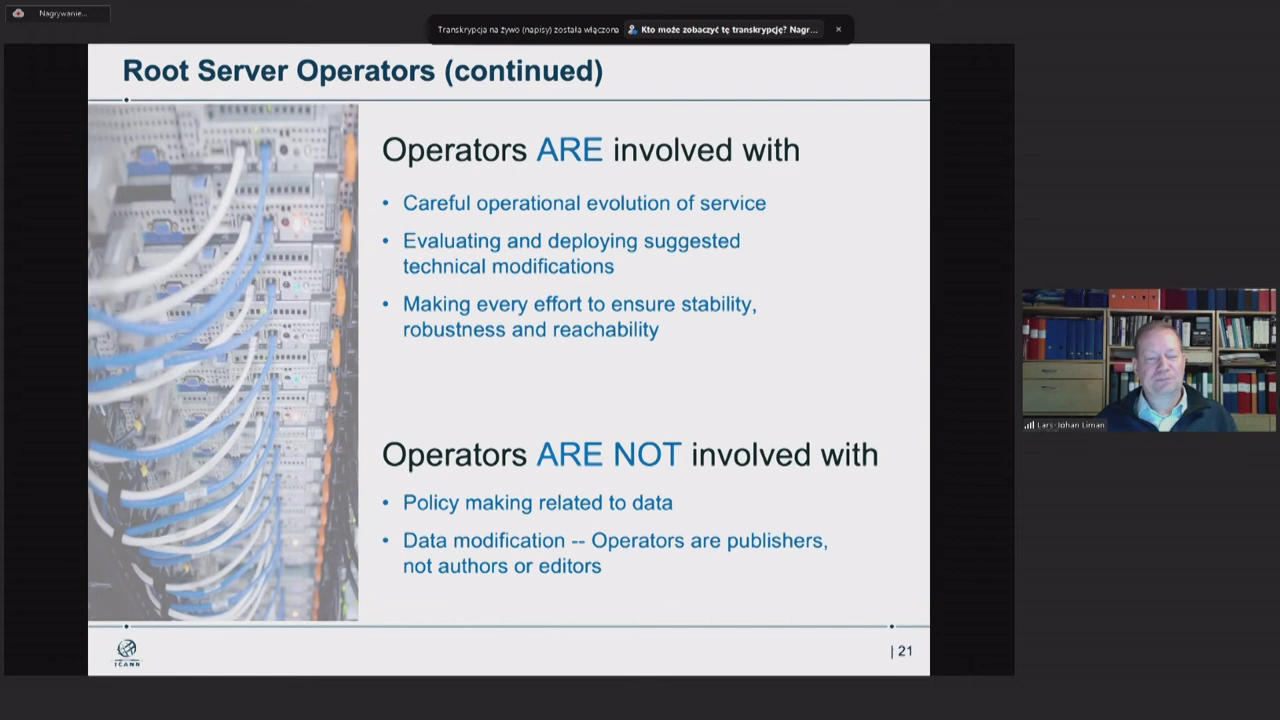 Nagrywanie...
Transkrypcja na żywo (napisy) została włączona Kto może zobaczyć tę transkrypcję? Nagr... ×
Root Server Operators (continued)
Operators ARE involved with
• Careful operational evolution of service
• Evaluating and deploying suggested
technical modifications
• Making every effort to ensure stability,
robustness and reachability
Operators ARE NOT involved with
• Policy making related to data
• Data modification -- Operators are publishers,
not authors or editors
Lars-Johan Liman
ICANN
| 21